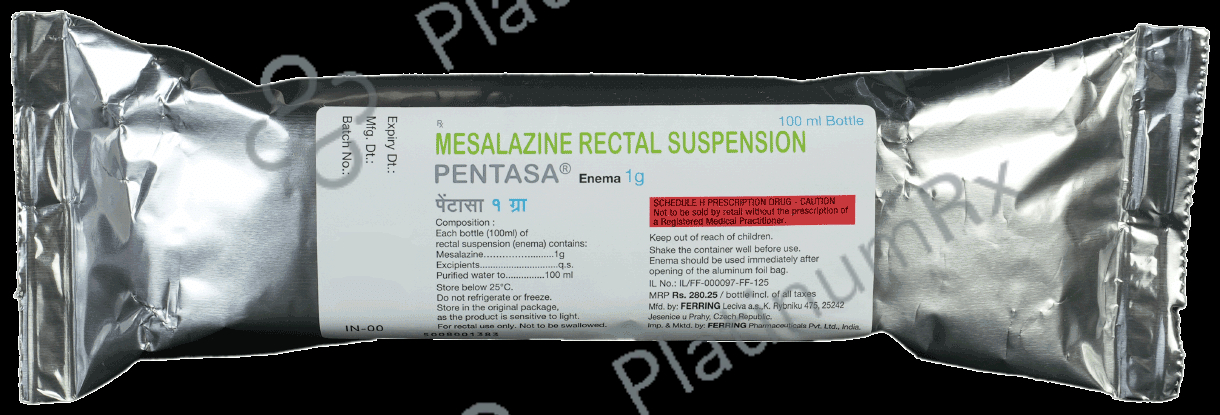 Expiry Dt.:
Mfg. Dt.:
Batch No.:
IN-00
℞
100 ml Bottle
MESALAZINE RECTAL SUSPENSION
PENTASA® Enema 1g
पेंटासा १ ग्रा
Composition :
Each bottle (100ml) of
rectal suspension (enema) contains:
Mesalazine........................1g
Excipients..........................q.s.
Purified water to..............100 ml
Store below 25°C.
Do not refrigerate or freeze.
Store in the original package,
as the product is sensitive to light.
For rectal use only. Not to be swallowed.
SCHEDULE H PRESCRIPTION DRUG - CAUTION
Not to be sold by retail without the prescription of
a Registered Medical Practitioner.
Keep out of reach of children.
Shake the container well before use.
Enema should be used immediately after
opening of the aluminum foil bag.
IL No.: IL/FF-000097-FF-125
MRP Rs. 280.25 / bottle incl. of all taxes
Mfd. by: FERRING Leciva a.s. K. Rybniku 475, 25242
Jesenice u Prahy, Czech Republic.
Imp. & Mktd. by: FERRING Pharmaceuticals Pvt. Ltd., India.
PlatinumRx